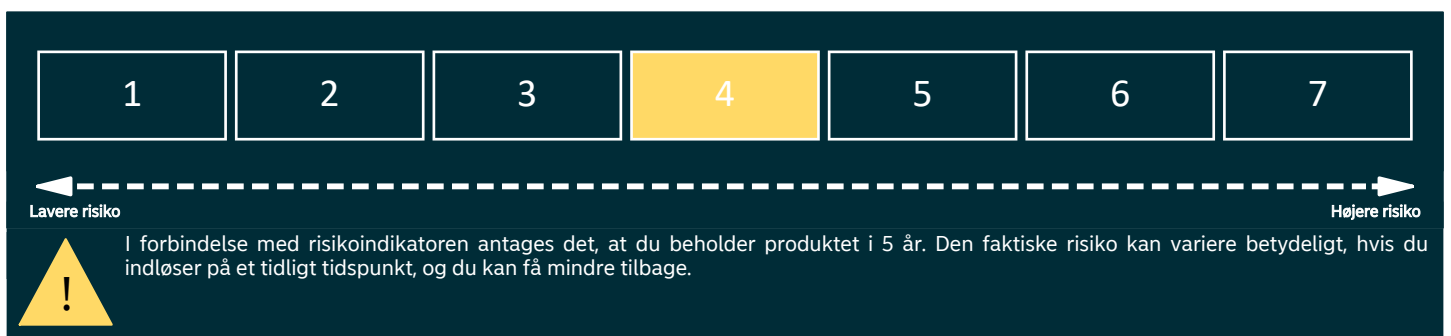 1 2 3 4 5 6 7
Lavere risiko Højere risiko
I forbindelse med risikoindikatoren antages det, at du beholder produktet i 5 år. Den faktiske risiko kan variere betydeligt, hvis du
indløser på et tidligt tidspunkt, og du kan få mindre tilbage.
!